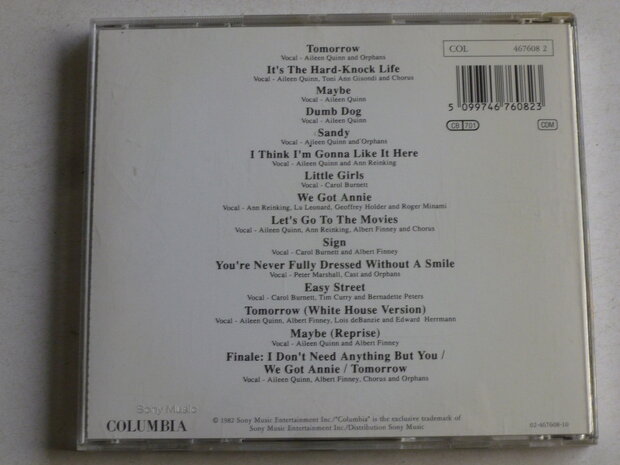 Tomorrow
Vocal - Aileen Quinn and Orphans
It's The Hard-Knock Life
Vocal - Aileen Quinn, Toni Ann Gisondi and Chorus
Maybe
Vocal - Aileen Quinn
Dumb Dog
Vocal - Aileen Quinn
Sandy
Vocal - Aileen Quinn and Orphans
I Think I'm Gonna Like It Here
Vocal - Aileen Quinn and Ann Reinking
Little Girls
Vocal - Carol Burnett
We Got Annie
Vocal - Ann Reinking, Lu Leonard, Geoffrey Holder and Roger Minami
Let's Go To The Movies
Vocal - Aileen Quinn, Ann Reinking, Albert Finney and Chorus
Sign
Vocal - Carol Burnett and Albert Finney
You're Never Fully Dressed Without A Smile
Vocal - Peter Marshall, Cast and Orphans
Easy Street
Vocal - Carol Burnett, Tim Curry and Bernadette Peters
Tomorrow (White House Version)
Vocal - Aileen Quinn, Albert Finney, Lois deBanzie and Edward Herrmann
Maybe (Reprise)
Vocal - Aileen Quinn and Albert Finney
Finale: I Don't Need Anything But You /
We Got Annie / Tomorrow
Vocal - Aileen Quinn, Albert Finney, Chorus and Orphans
COL 467608 2
5 099746 760823
CB 701 CDM
Sony Music
COLUMBIA
© 1982 Sony Music Entertainment Inc./"Columbia" is the exclusive trademark of
Sony Music Entertainment Inc./Distribution Sony Music
02-467608-10